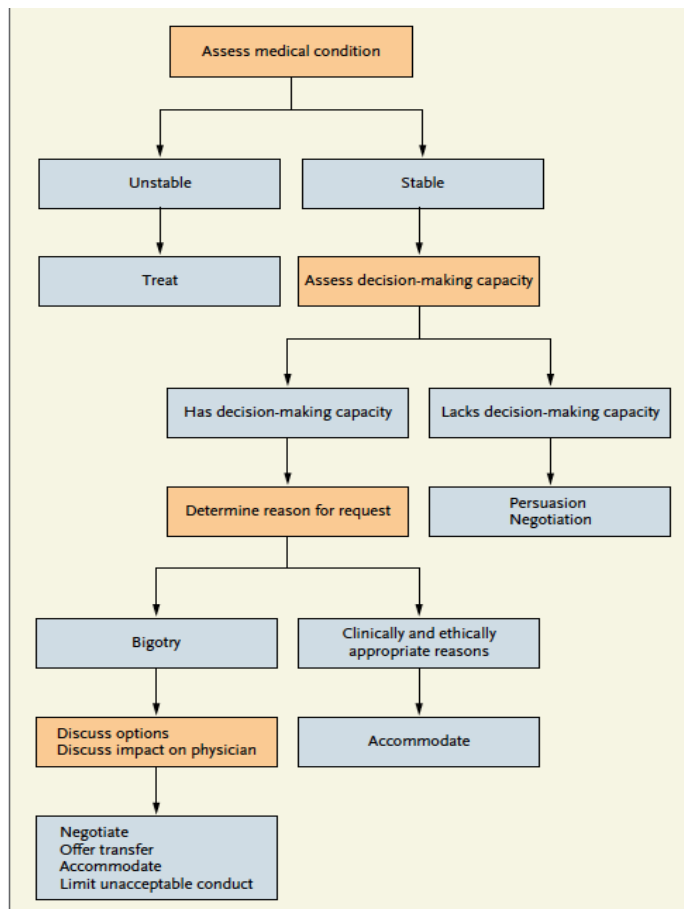 Assess medical condition
Unstable
Stable
Treat
Assess decision-making capacity
Has decision-making capacity
Lacks decision-making capacity
Determine reason for request
Persuasion
Negotiation
Bigotry
Clinically and ethically
appropriate reasons
Discuss options
Discuss impact on physician
Accommodate
Negotiate
Offer transfer
Accommodate
Limit unacceptable conduct